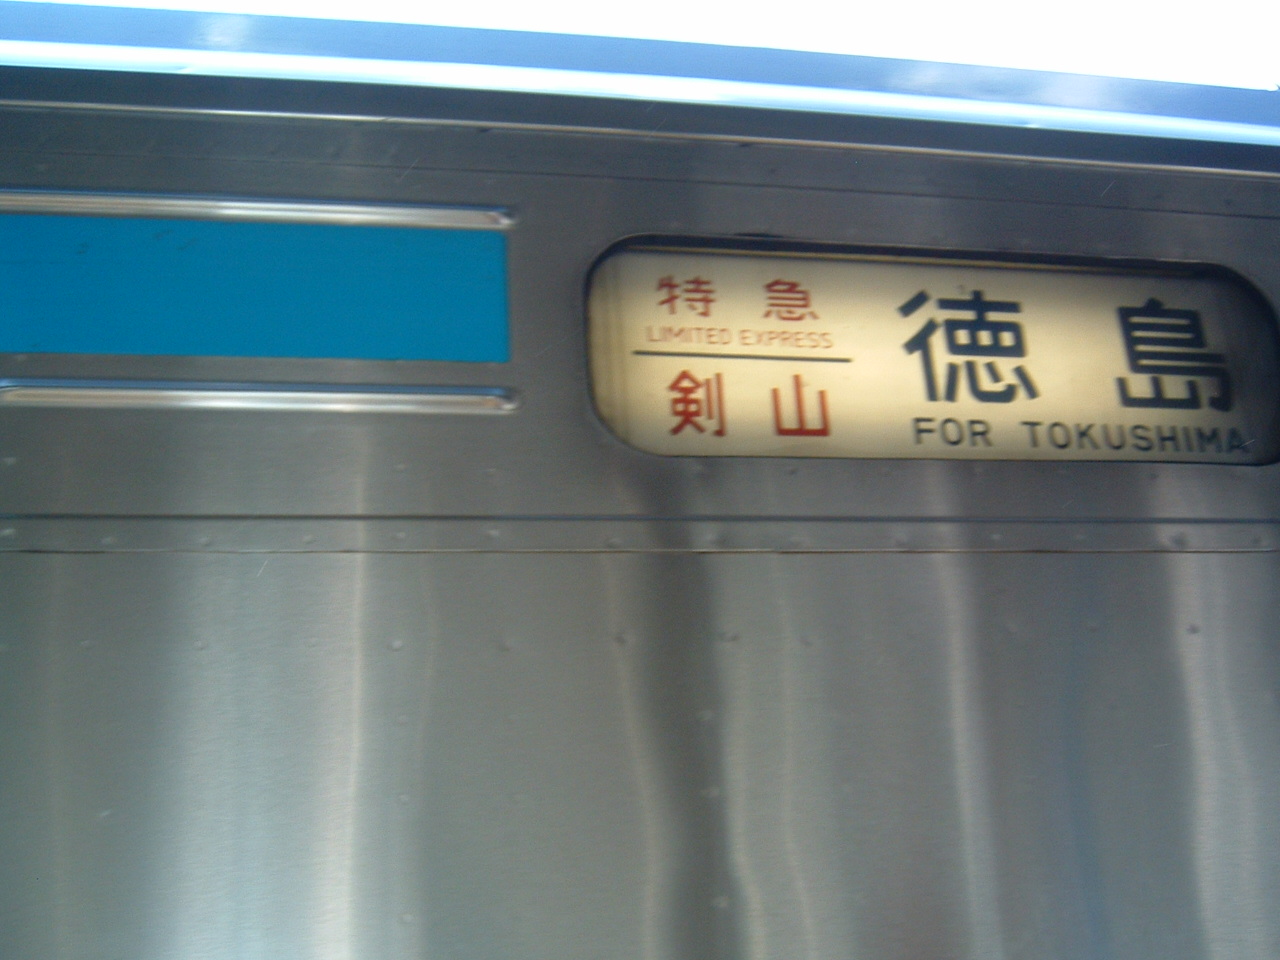 特急
LIMITED EXPRESS
剣山
徳島
FOR TOKUSHIMA